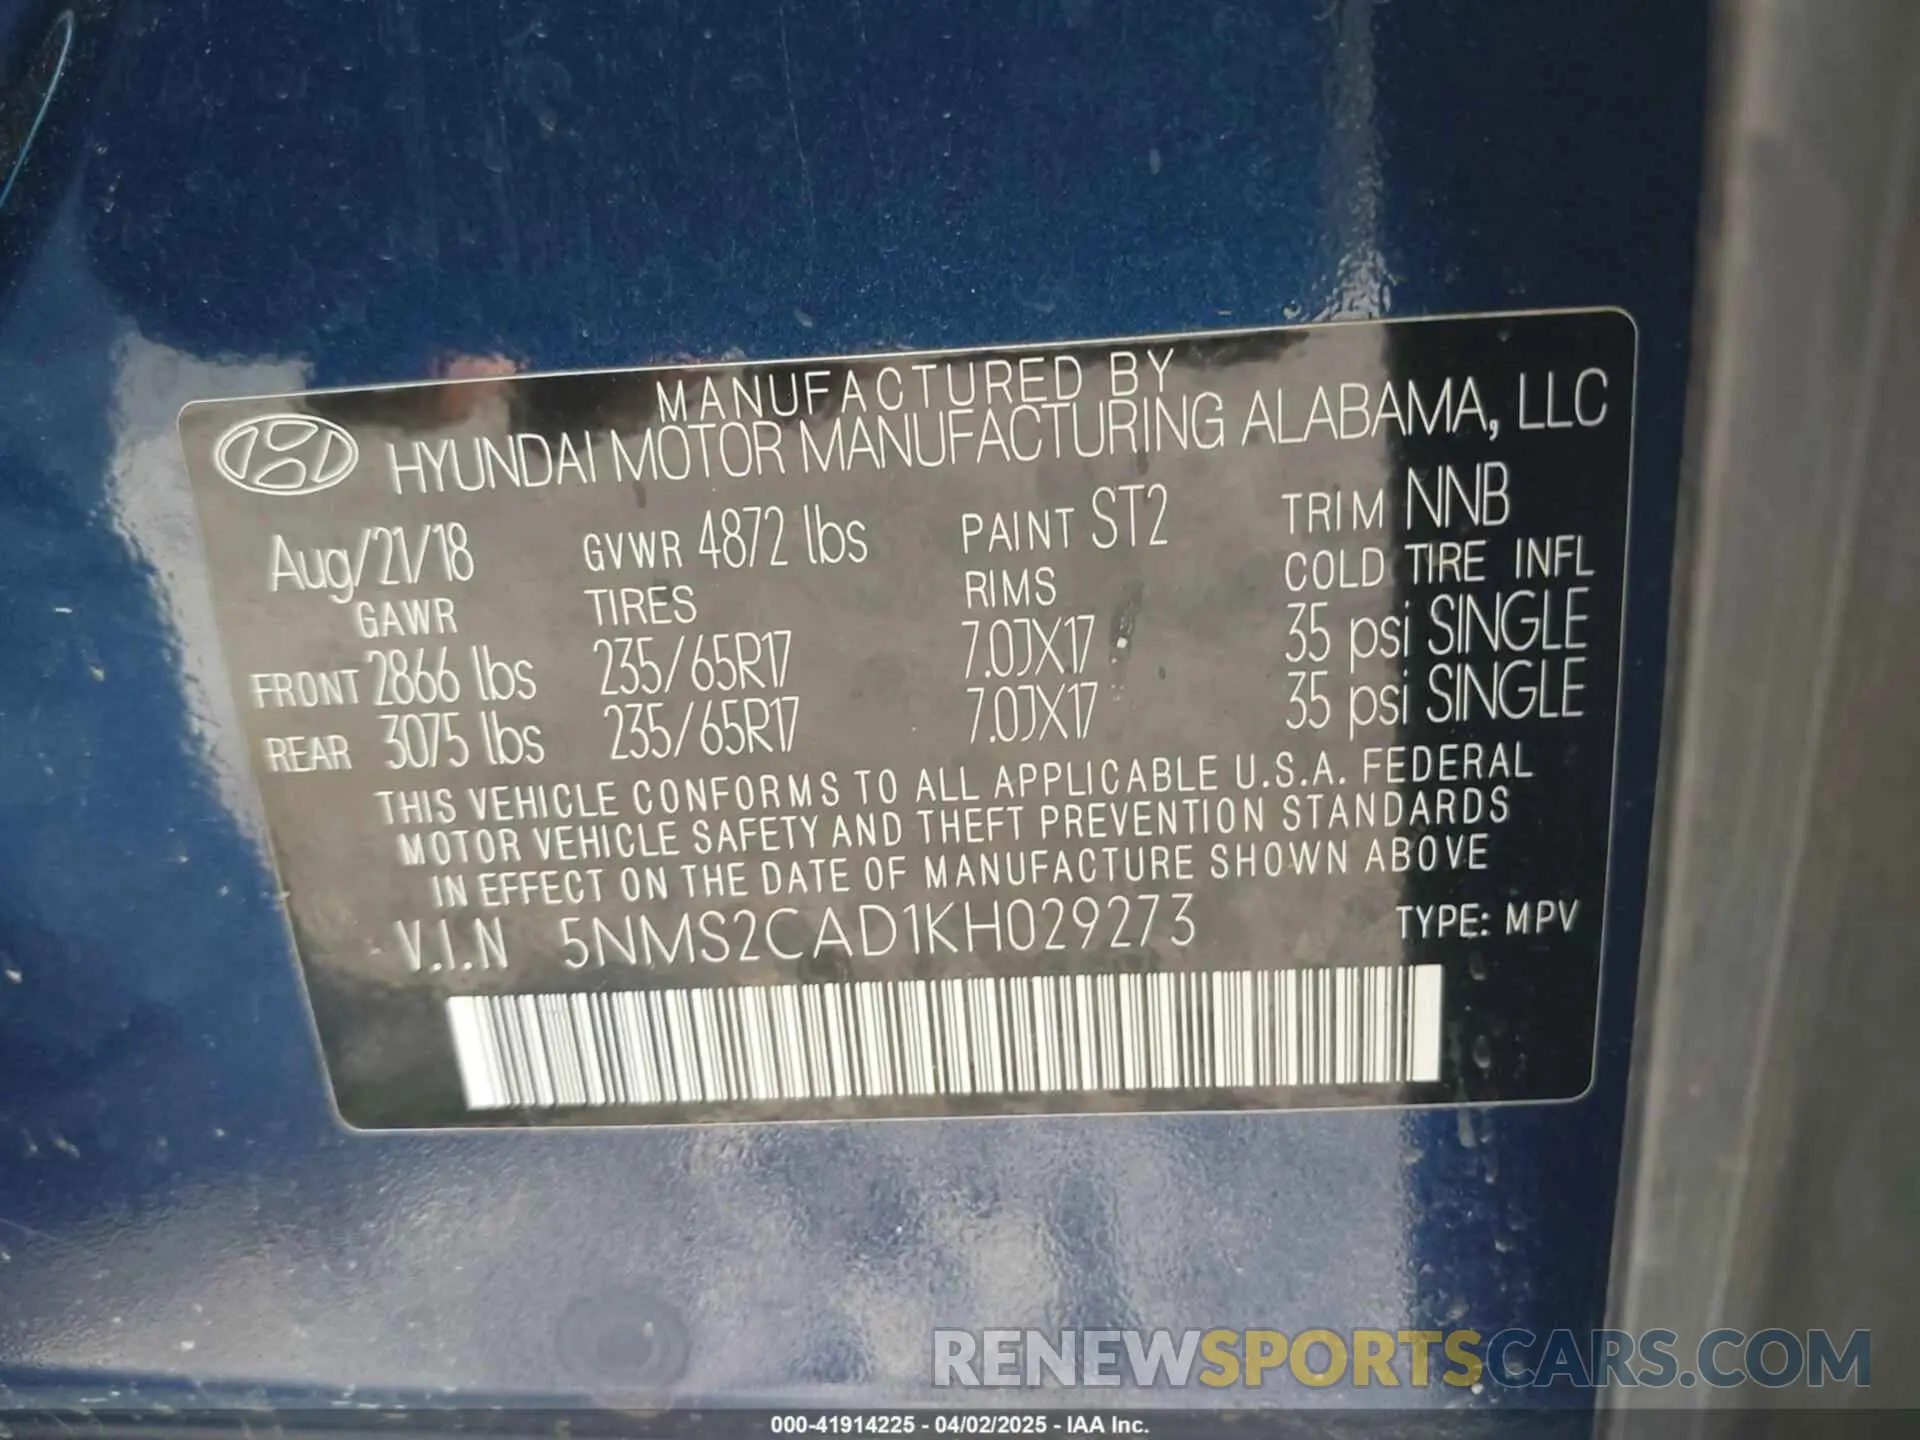 MANUFACTURED BY
HYUNDAI MOTOR MANUFACTURING ALABAMA, LLC
Aug/21/18 GVWR 4872 lbs PAINT ST2 TRIM NNB
GAWR TIRES RIMS COLD TIRE INFL
FRONT 2866 lbs 235/65R17 7.0JX17 35 psi SINGLE
REAR 3075 lbs 235/65R17 7.0JX17 35 psi SINGLE
THIS VEHICLE CONFORMS TO ALL APPLICABLE U.S.A. FEDERAL
MOTOR VEHICLE SAFETY AND THEFT PREVENTION STANDARDS
IN EFFECT ON THE DATE OF MANUFACTURE SHOWN ABOVE
V.I.N 5NMS2CAD1KH029273 TYPE: MPV
RENEWSPORTSCARS.COM
000-41914225 - 04/02/2025 - IAA Inc.